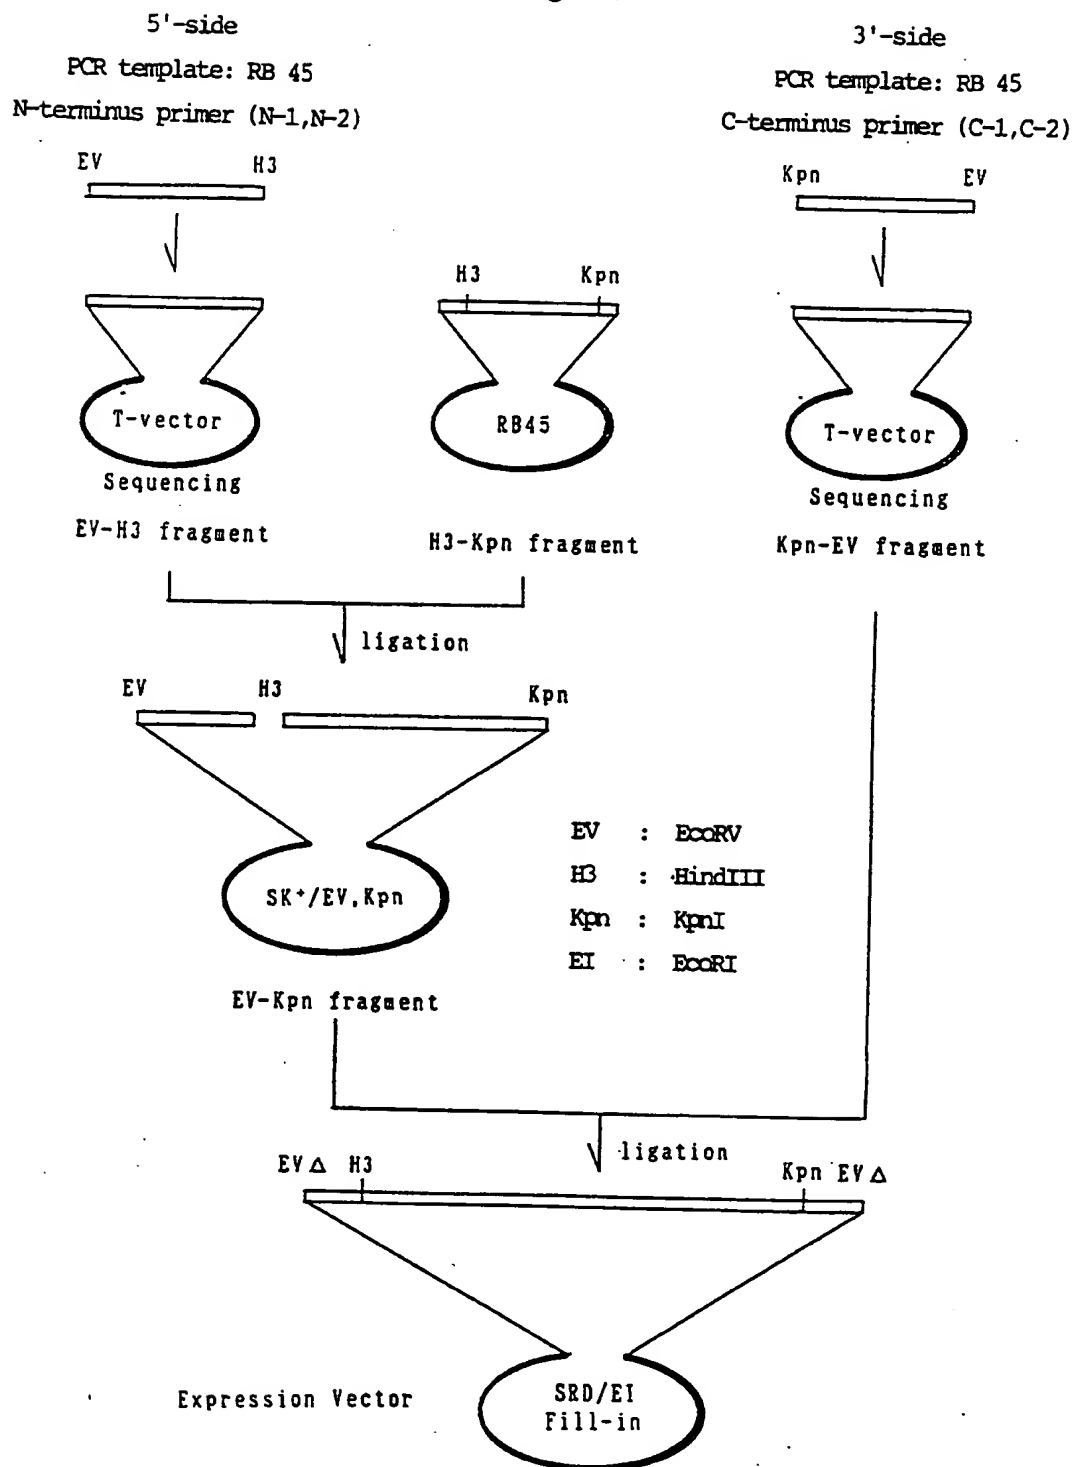 5'-side
PCR template: RB 45
N-terminus primer (N-1,N-2)
3'-side
PCR template: RB 45
C-terminus primer (C-1,C-2)
EV H3
Kpn EV
H3 Kpn
T-vector
RB45
T-vector
Sequencing
Sequencing
EV-H3 fragment
H3-Kpn fragment
Kpn-EV fragment
ligation
EV H3 Kpn
SK+/EV,Kpn
EV : EcoRV
H3 : HindIII
Kpn : KpnI
EI : EcoRI
EV-Kpn fragment
ligation
EV Δ H3
Kpn EV Δ
Expression Vector
SRD/EI
Fill-in